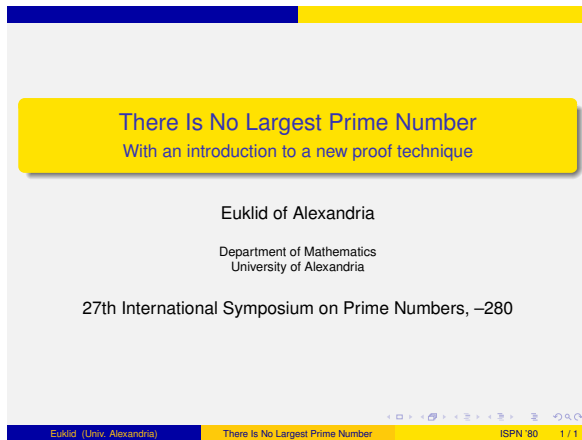 There Is No Largest Prime Number
With an introduction to a new proof technique
Euklid of Alexandria
Department of Mathematics
University of Alexandria
27th International Symposium on Prime Numbers, –280
Euklid (Univ. Alexandria) There Is No Largest Prime Number ISPN '80 1 / 1